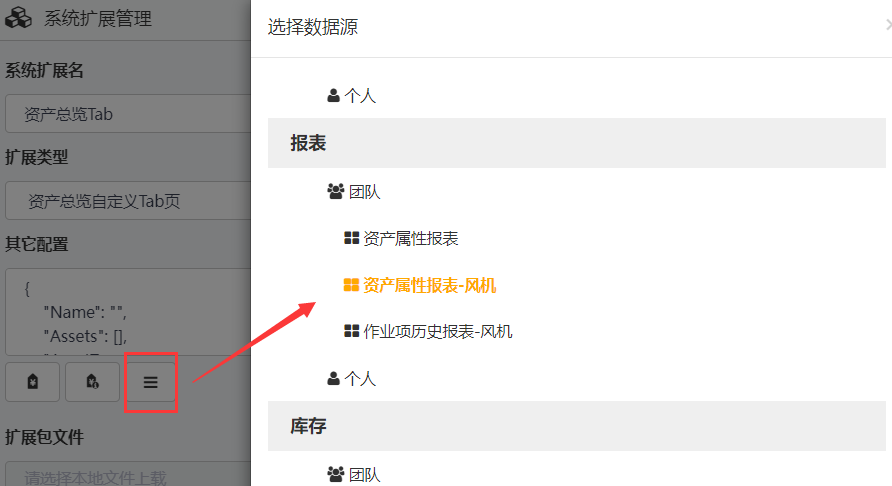 系统扩展管理
系统扩展名
资产总览Tab
扩展类型
资产总览自定义Tab页
其它配置
{
"Name": "",
"Assets": [],
扩展包文件
请选择本地文件上载
选择数据源
个人
报表
团队
资产属性报表
资产属性报表-风机
作业项历史报表-风机
个人
库存
团队